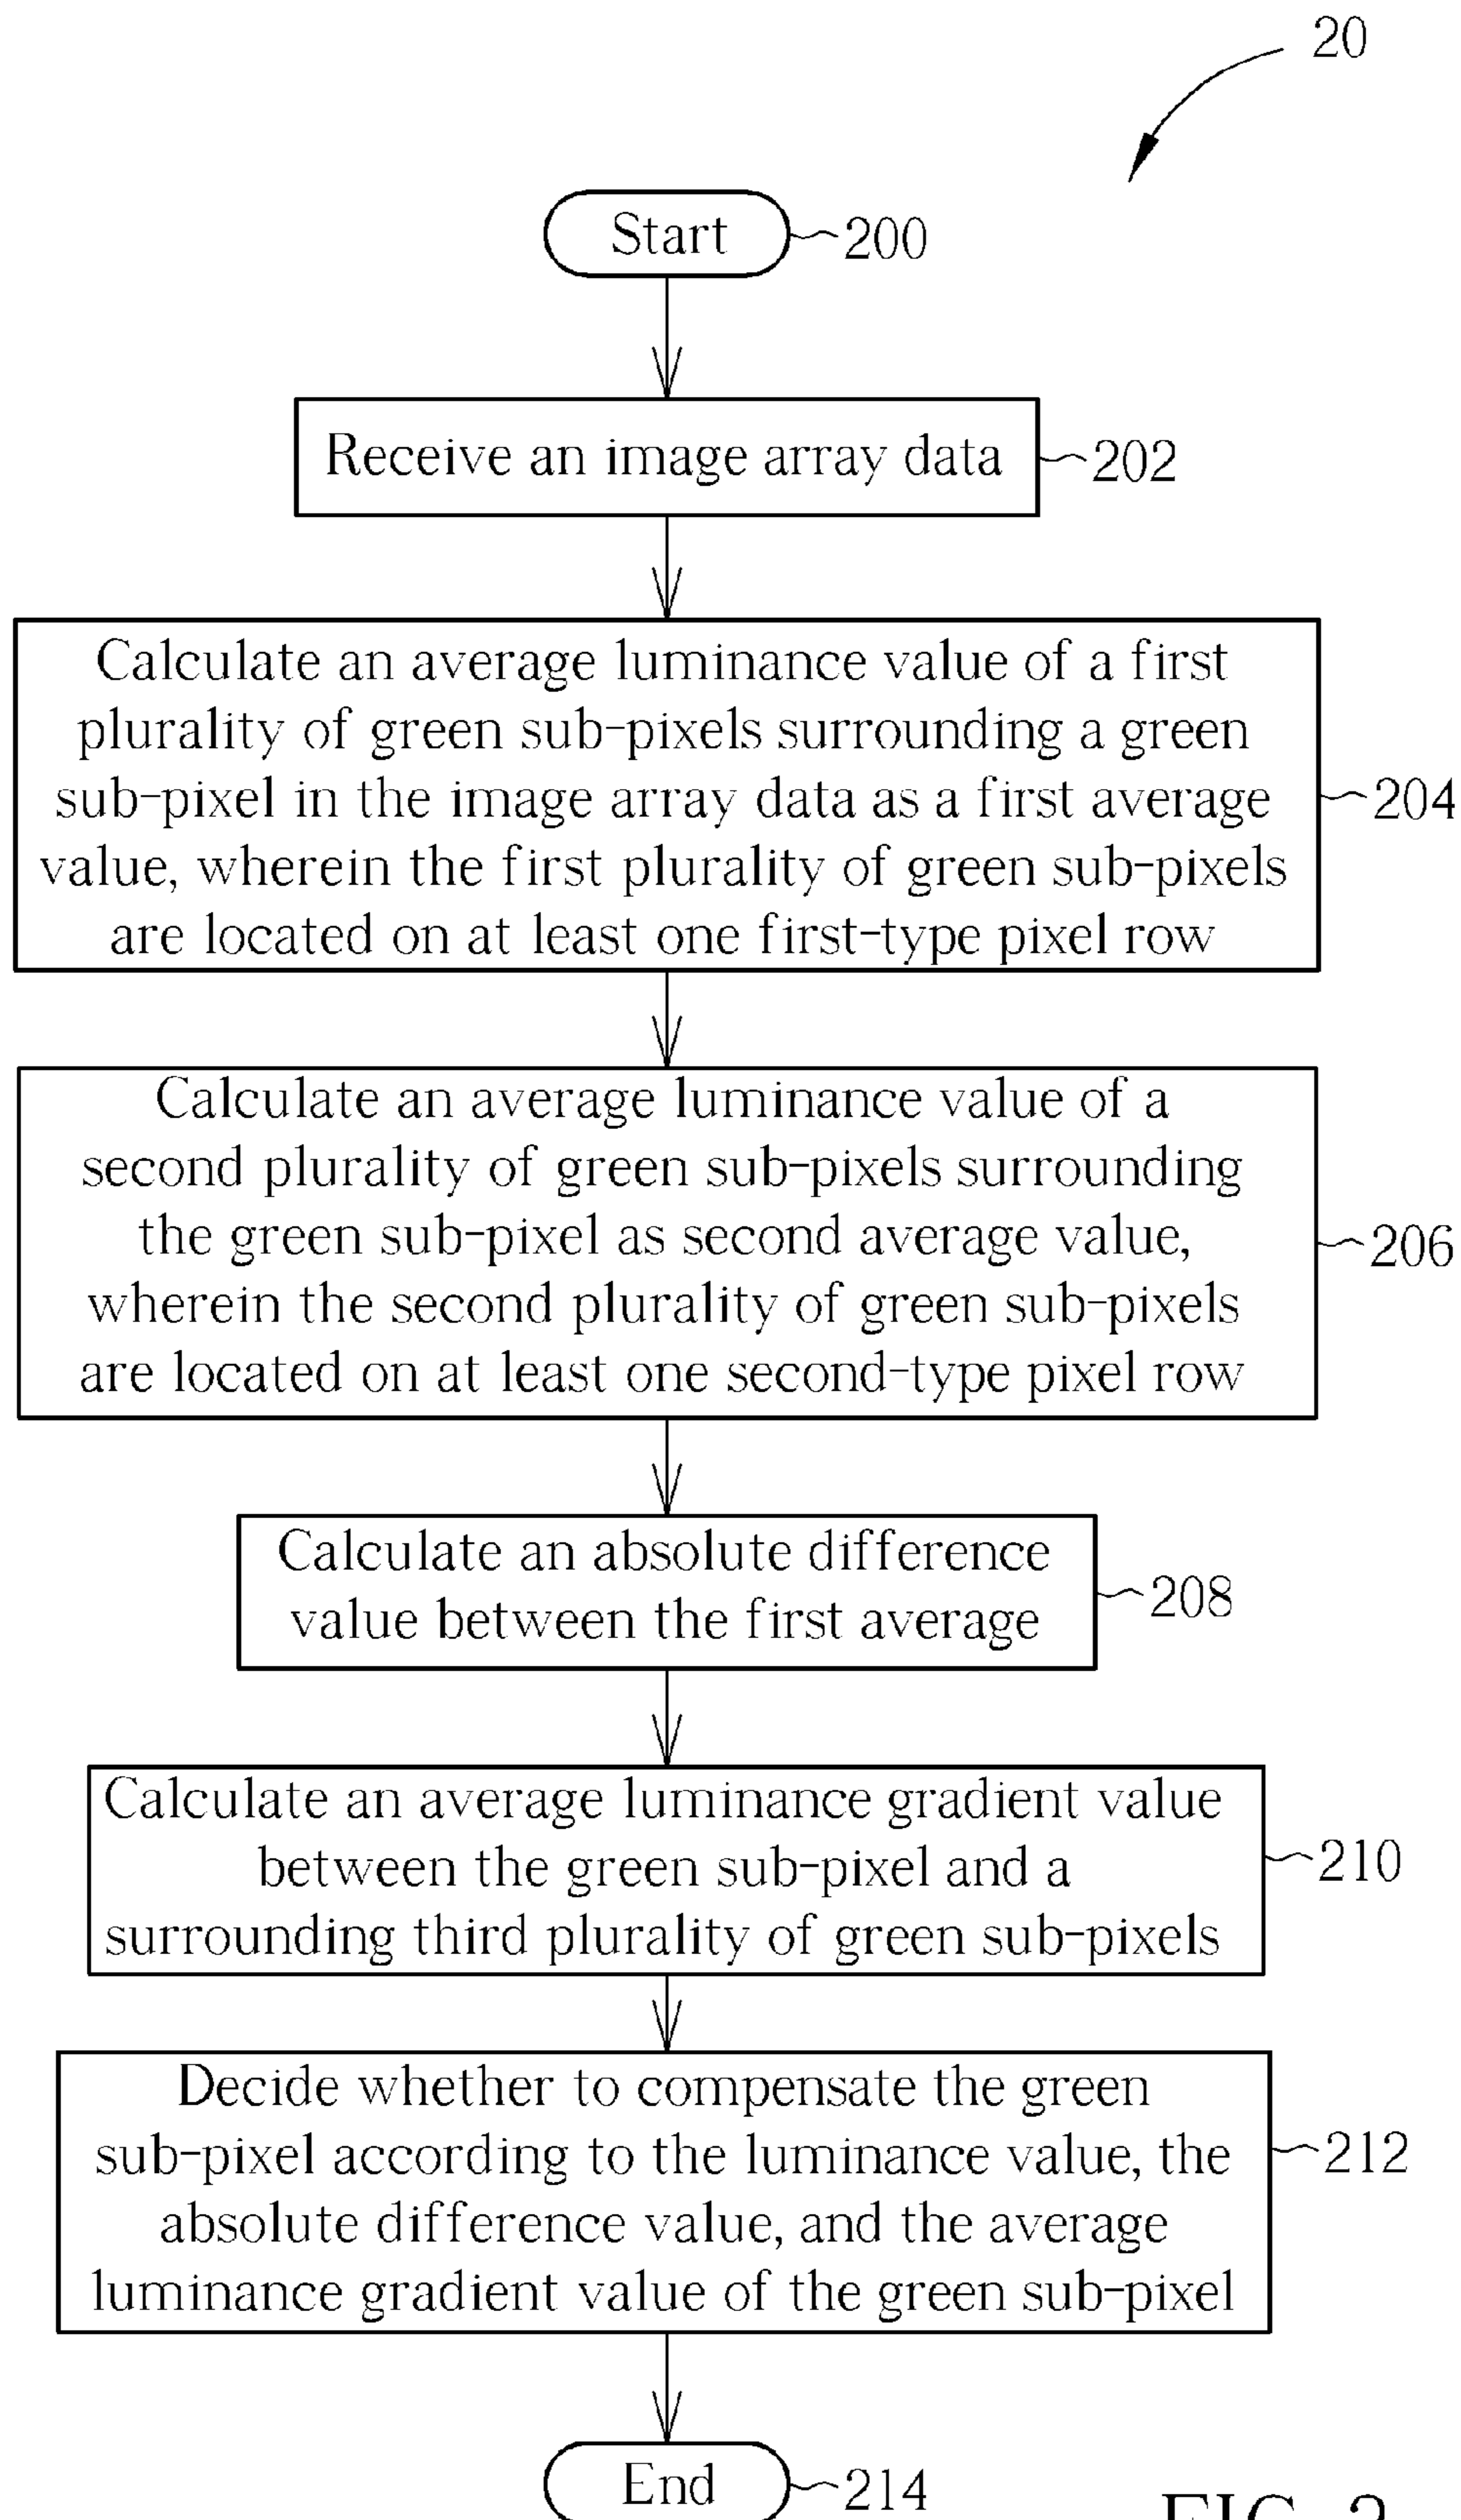 20
Start
200
Receive an image array data
202
Calculate an average luminance value of a first
plurality of green sub-pixels surrounding a green
sub-pixel in the image array data as a first average
value, wherein the first plurality of green sub-pixels
are located on at least one first-type pixel row
204
Calculate an average luminance value of a
second plurality of green sub-pixels surrounding
the green sub-pixel as second average value,
wherein the second plurality of green sub-pixels
are located on at least one second-type pixel row
206
Calculate an absolute difference
value between the first average
208
Calculate an average luminance gradient value
between the green sub-pixel and a
surrounding third plurality of green sub-pixels
210
Decide whether to compensate the green
sub-pixel according to the luminance value, the
absolute difference value, and the average
luminance gradient value of the green sub-pixel
212
End
214